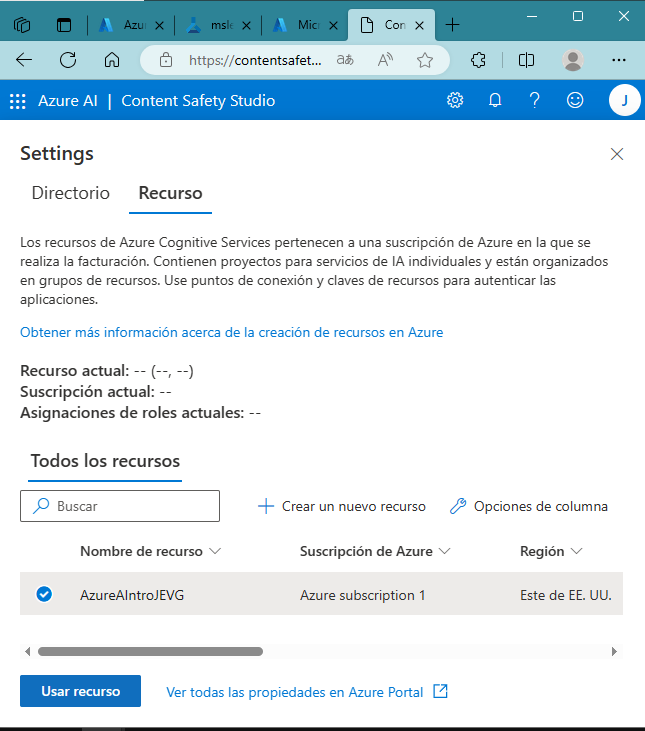 Azu
msle
Mic
Con
https://contentsafet...
Azure AI | Content Safety Studio
J
Settings
Directorio Recurso
Los recursos de Azure Cognitive Services pertenecen a una suscripción de Azure en la que se
realiza la facturación. Contienen proyectos para servicios de IA individuales y están organizados
en grupos de recursos. Use puntos de conexión y claves de recursos para autenticar las
aplicaciones.
Obtener más información acerca de la creación de recursos en Azure
Recurso actual: -- (--, --)
Suscripción actual: --
Asignaciones de roles actuales: --
Todos los recursos
Buscar Crear un nuevo recurso Opciones de columna
Nombre de recurso Suscripción de Azure Región
AzureAIntroJEVG Azure subscription 1 Este de EE. UU.
Usar recurso Ver todas las propiedades en Azure Portal